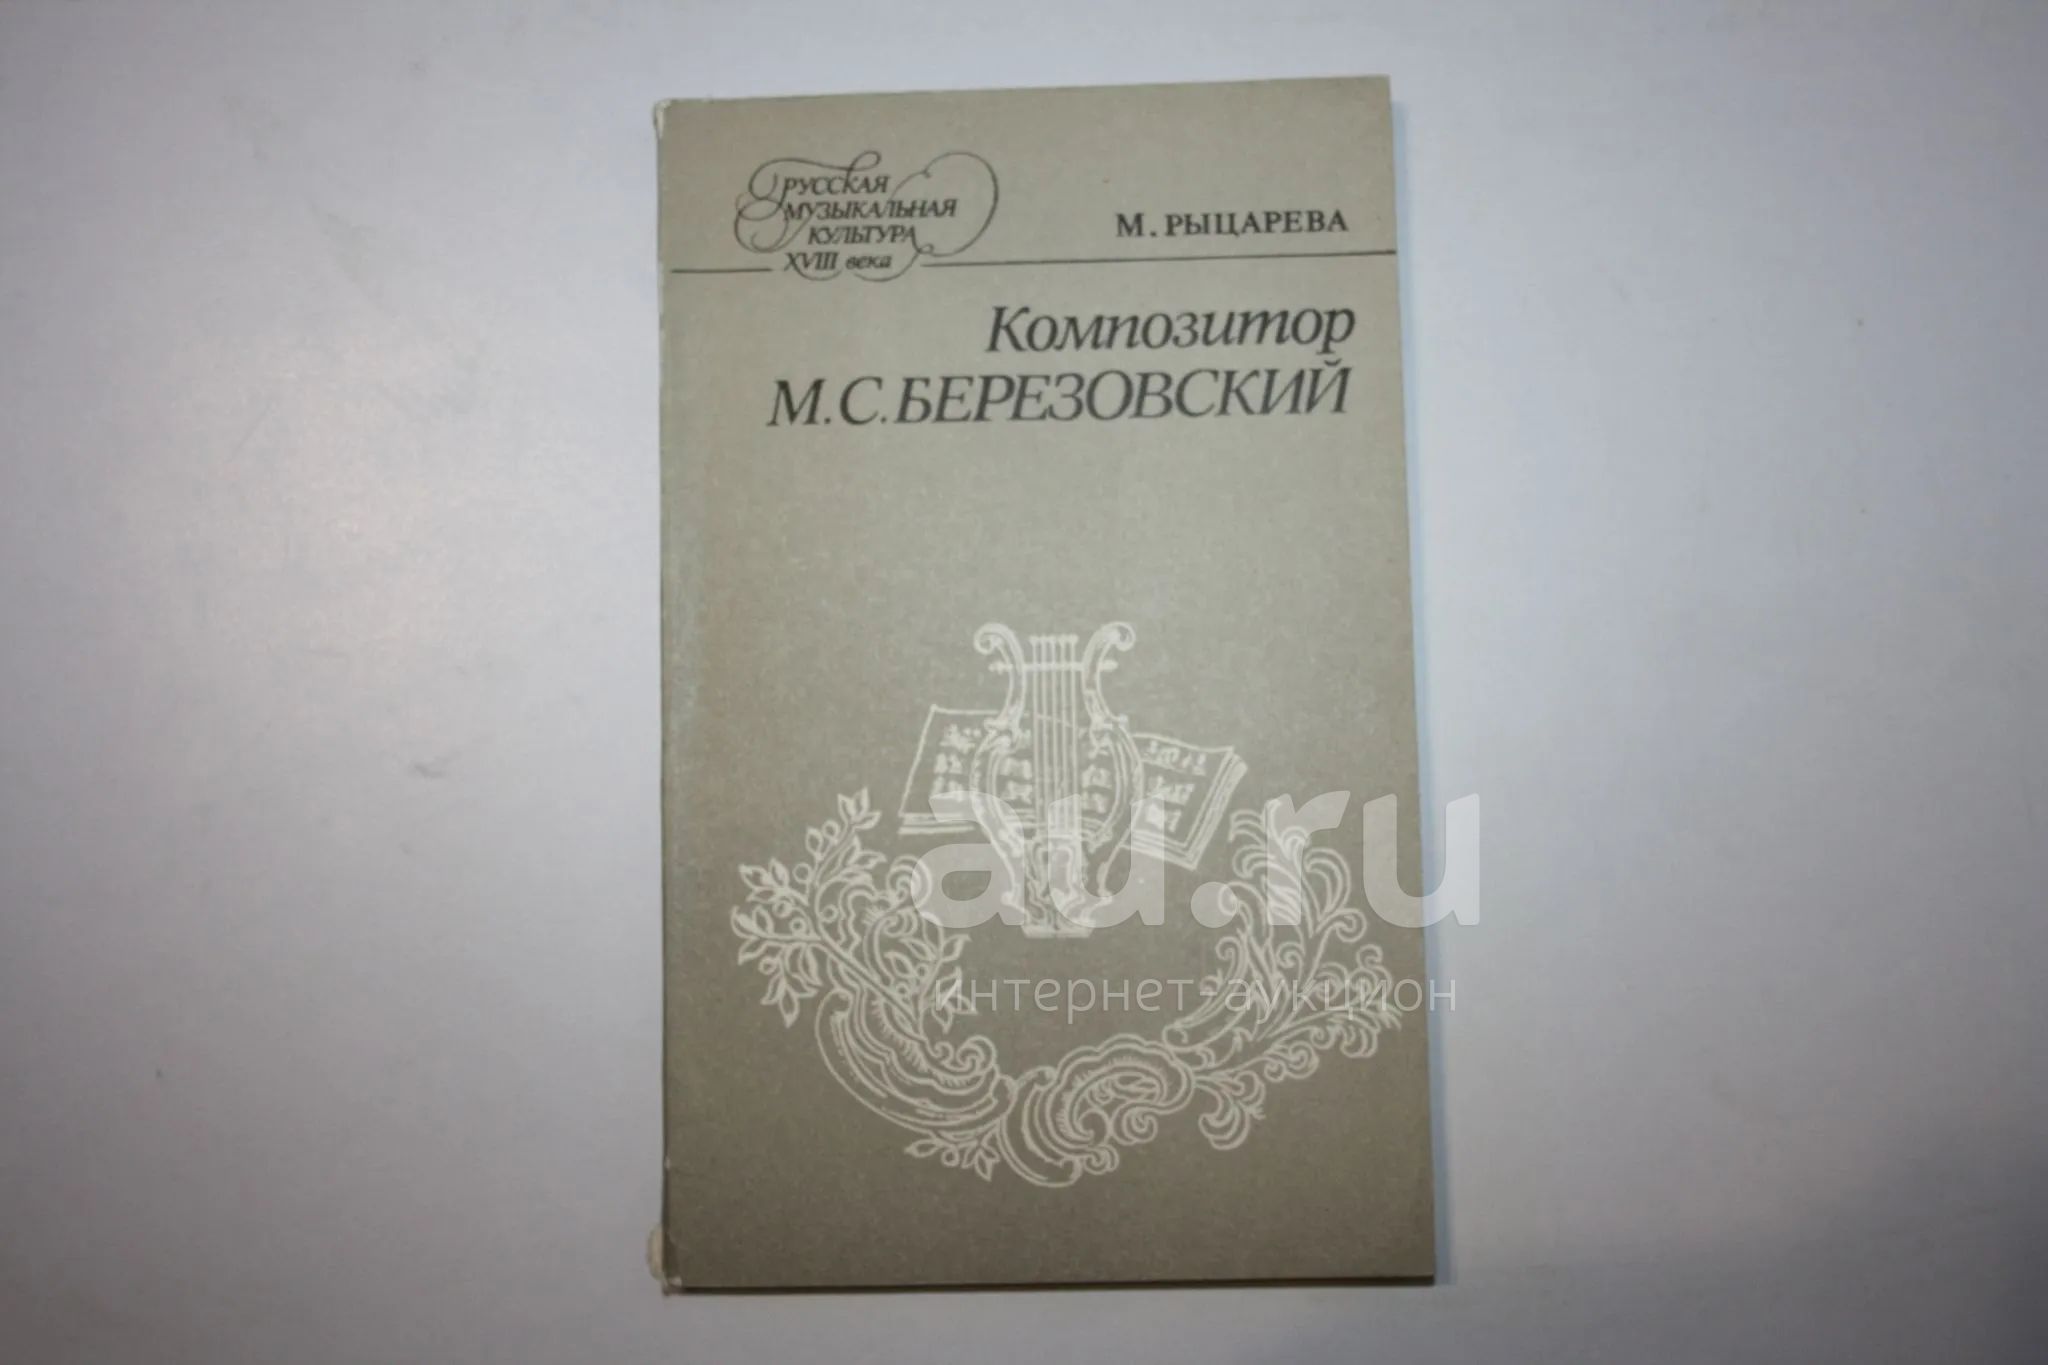 РУССКАЯ
МУЗЫКАЛЬНАЯ
КУЛЬТУРА
XVIII века
М. РЫЦАРЕВА
Композитор
М.С.БЕРЕЗОВСКИЙ
au.ru
интернет-аукцион